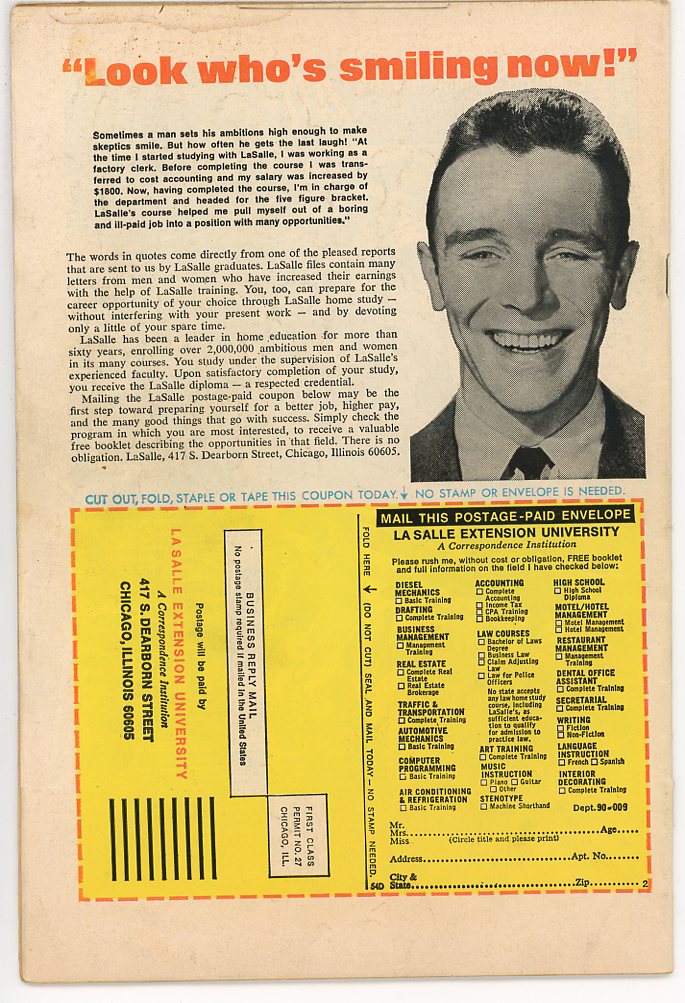 “Look who's smiling now!”
Sometimes a man sets his ambitions high enough to make
skeptics smile. But how often he gets the last laugh! “At
the time I started studying with LaSalle, I was working as a
factory clerk. Before completing the course I was trans-
ferred to cost accounting and my salary was increased by
$1800. Now, having completed the course, I'm in charge of
the department and headed for the five figure bracket.
LaSalle's course helped me pull myself out of a boring
and ill-paid job into a position with many opportunities.”
The words in quotes come directly from one of the pleased reports
that are sent to us by LaSalle graduates. LaSalle files contain many
letters from men and women who have increased their earnings
with the help of LaSalle training. You, too, can prepare for the
career opportunity of your choice through LaSalle home study —
without interfering with your present work — and by devoting
only a little of your spare time.
LaSalle has been a leader in home education for more than
sixty years, enrolling over 2,000,000 ambitious men and women
in its many courses. You study under the supervision of LaSalle's
experienced faculty. Upon satisfactory completion of your study,
you receive the LaSalle diploma — a respected credential.
Mailing the LaSalle postage-paid coupon below may be the
first step toward preparing yourself for a better job, higher pay,
and the many good things that go with success. Simply check the
program in which you are most interested, to receive a valuable
free booklet describing the opportunities in that field. There is no
obligation. LaSalle, 417 S. Dearborn Street, Chicago, Illinois 60605.
CUT OUT, FOLD, STAPLE OR TAPE THIS COUPON TODAY. ↓ NO STAMP OR ENVELOPE IS NEEDED.
BUSINESS REPLY MAIL
No postage stamp required if mailed in the United States
FIRST CLASS
PERMIT NO. 27
CHICAGO, ILL.
Postage will be paid by
LA SALLE EXTENSION UNIVERSITY
A Correspondence Institution
417 S. DEARBORN STREET
CHICAGO, ILLINOIS 60605
FOLD HERE → (DO NOT CUT) SEAL AND MAIL TODAY — NO STAMP NEEDED.
MAIL THIS POSTAGE-PAID ENVELOPE
LA SALLE EXTENSION UNIVERSITY
A Correspondence Institution
Please rush me, without cost or obligation, FREE booklet
and full information on the field I have checked below:
DIESEL
MECHANICS
☐ Basic Training
DRAFTING
☐ Complete Training
BUSINESS
MANAGEMENT
☐ Management
Training
REAL ESTATE
☐ Complete Real
Estate
☐ Real Estate
Brokerage
TRAFFIC &
TRANSPORTATION
☐ Complete Training
AUTOMOTIVE
MECHANICS
☐ Basic Training
COMPUTER
PROGRAMMING
☐ Basic Training
AIR CONDITIONING
& REFRIGERATION
☐ Basic Training
ACCOUNTING
☐ Complete
Accounting
☐ Income Tax
☐ CPA Training
☐ Bookkeeping
LAW COURSES
☐ Bachelor of Laws
Degree
☐ Business Law
☐ Claim Adjusting
Law
☐ Law for Police
Officers
No state accepts
any law home study
course, including
LaSalle's, as
sufficient educa-
tion to qualify
for admission to
practice law.
ART TRAINING
☐ Complete Training
MUSIC
INSTRUCTION
☐ Piano ☐ Guitar
☐ Other
STENOTYPE
☐ Machine Shorthand
HIGH SCHOOL
☐ High School
Diploma
MOTEL/HOTEL
MANAGEMENT
☐ Motel Management
☐ Hotel Management
RESTAURANT
MANAGEMENT
☐ Management
Training
DENTAL OFFICE
ASSISTANT
☐ Complete Training
SECRETARIAL
☐ Complete Training
WRITING
☐ Fiction
☐ Non-Fiction
LANGUAGE
INSTRUCTION
☐ French ☐ Spanish
INTERIOR
DECORATING
☐ Complete Training
Dept. 90-009
Mr.
Mrs. Age
Miss (Circle title and please print)
Address Apt. No.
City &
State Zip
54D
2